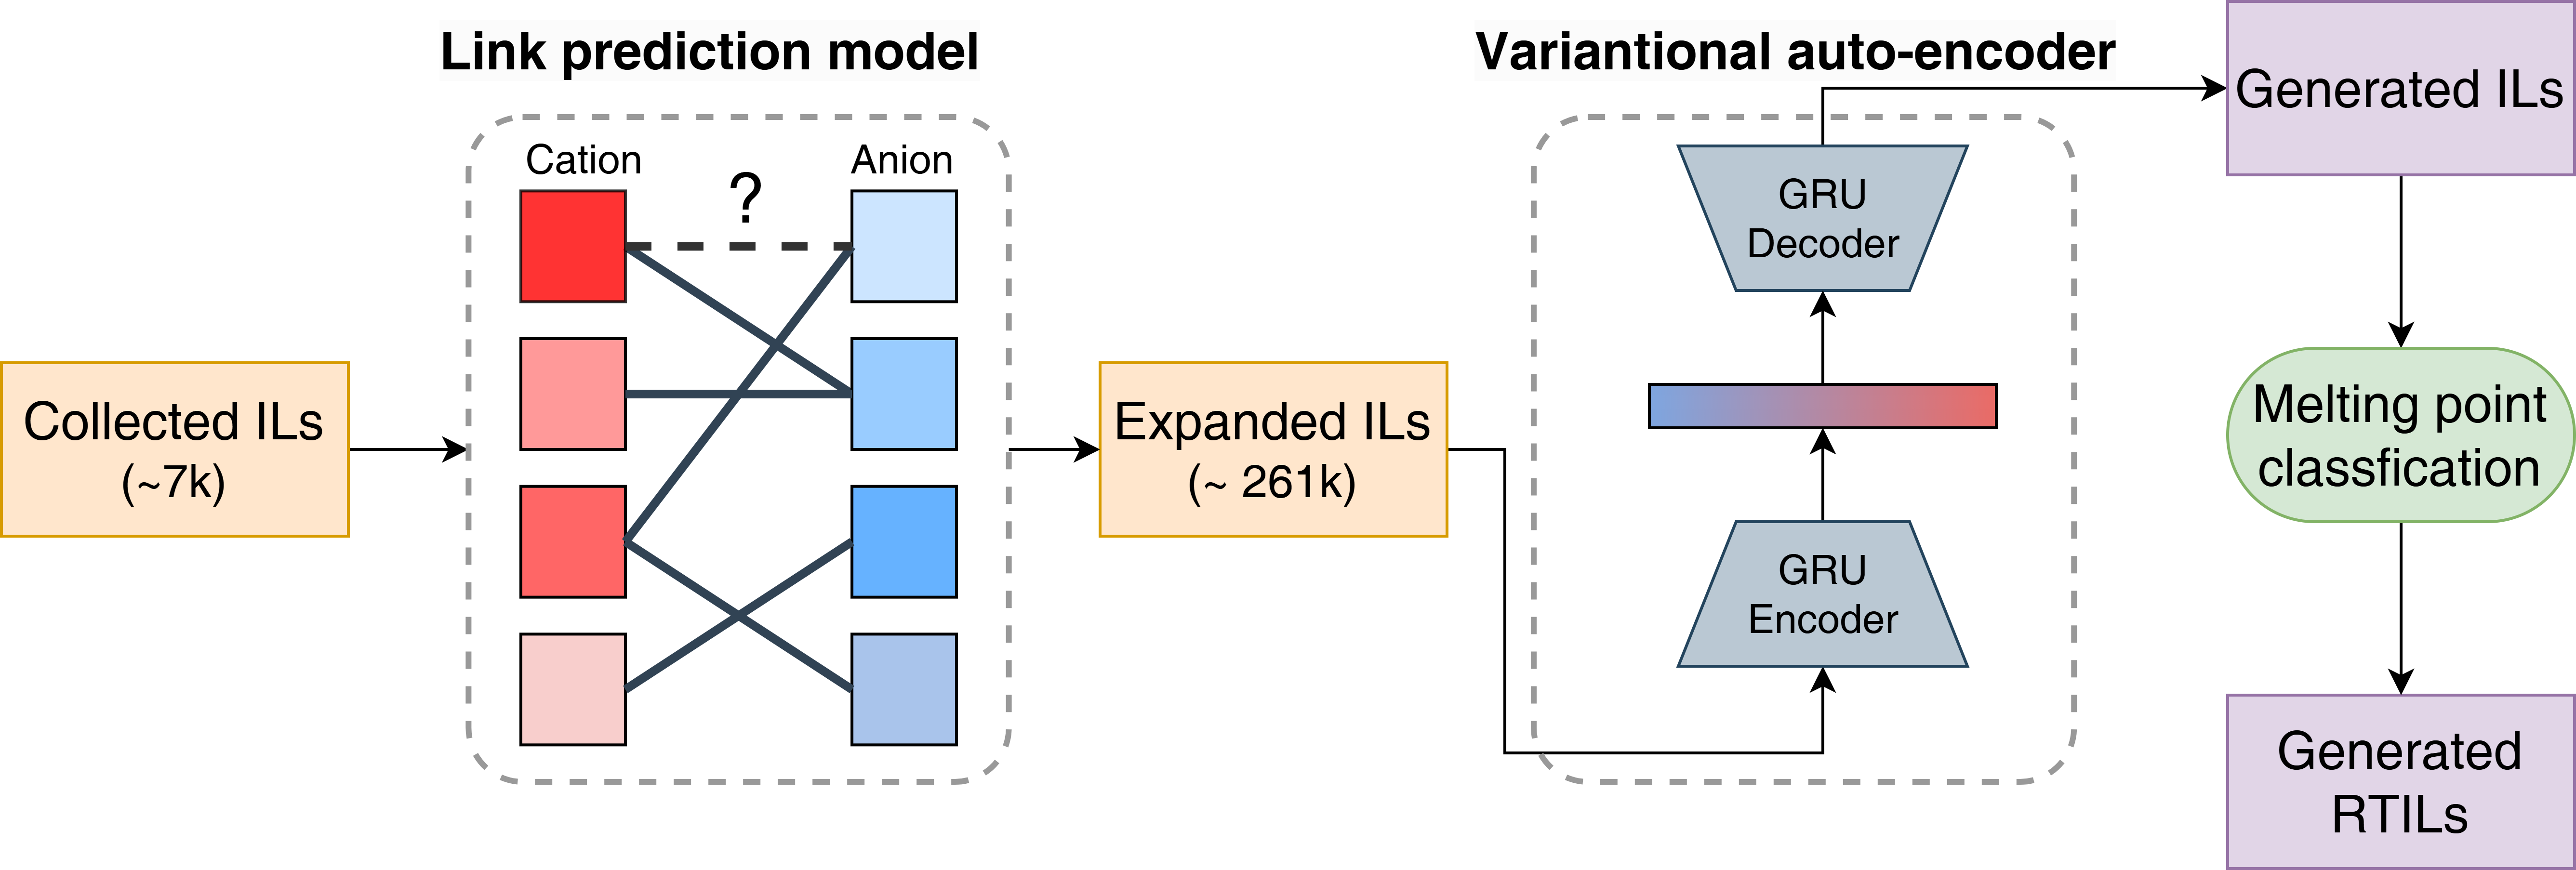 Link prediction model
Variantional auto-encoder
Collected ILs
(~7k)
Cation
Anion
?
Expanded ILs
(~ 261k)
GRU
Decoder
GRU
Encoder
Generated ILs
Melting point
classfication
Generated
RTILs